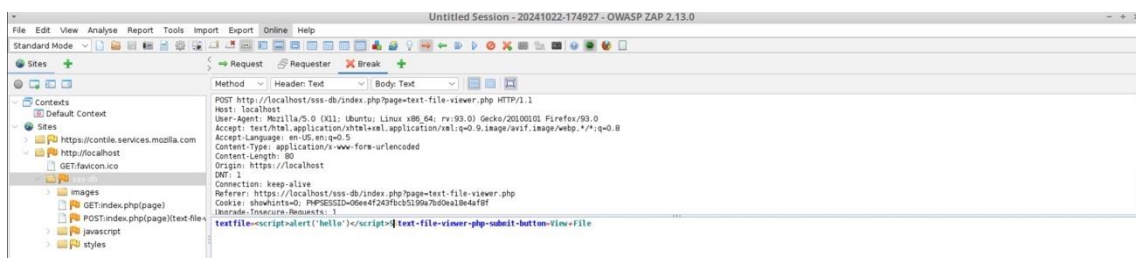 Untitled Session - 20241022-174927 - OWASP ZAP 2.13.0
File Edit View Analyse Report Tools Import Export Online Help
Standard Mode
Sites
Request Requester Break
Method Header: Text Body: Text
Contexts
Default Context
Sites
https://contile.services.mozilla.com
http://localhost
GET:favicon.ico
sss-db
images
GET:index.php(page)
POST:index.php(page)(text-file-v
javascript
styles
POST http://localhost/sss-db/index.php?page=text-file-viewer.php HTTP/1.1
Host: localhost
User-Agent: Mozilla/5.0 (X11; Ubuntu; Linux x86_64; rv:93.0) Gecko/20100101 Firefox/93.0
Accept: text/html,application/xhtml+xml,application/xml;q=0.9,image/avif,image/webp,*/*;q=0.8
Accept-Language: en-US,en;q=0.5
Content-Type: application/x-www-form-urlencoded
Content-Length: 80
Origin: https://localhost
DNT: 1
Connection: keep-alive
Referer: https://localhost/sss-db/index.php?page=text-file-viewer.php
Cookie: showhints=0; PHPSESSID=06ee4f243fbcb5199a7bd0ea18e4af8f
Upgrade-Insecure-Requests: 1
textfile=<script>alert('hello')</script>text-file-viewer-php-submit-button=View+File